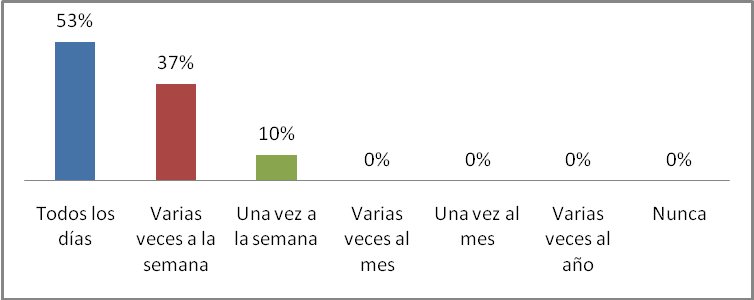 53%
37%
10%
0%
0%
0%
0%
Todos los
días
Varias
veces a la
semana
Una vez a
la semana
Varias
veces al
mes
Una vez al
mes
Varias
veces al
año
Nunca